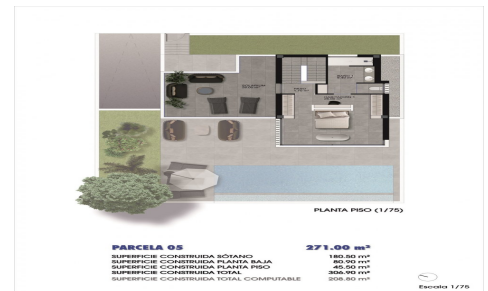 PLANTA PISO (1/75)
PARCELA 05 271.00 m²
SUPERFICIE CONSTRUIDA SÓTANO 180.50 m²
SUPERFICIE CONSTRUIDA PLANTA BAJA 80.90 m²
SUPERFICIE CONSTRUIDA PLANTA PISO 45.50 m²
SUPERFICIE CONSTRUIDA TOTAL 306.90 m²
SUPERFICIE CONSTRUIDA TOTAL COMPUTABLE 208.80 m²
Escala 1/75